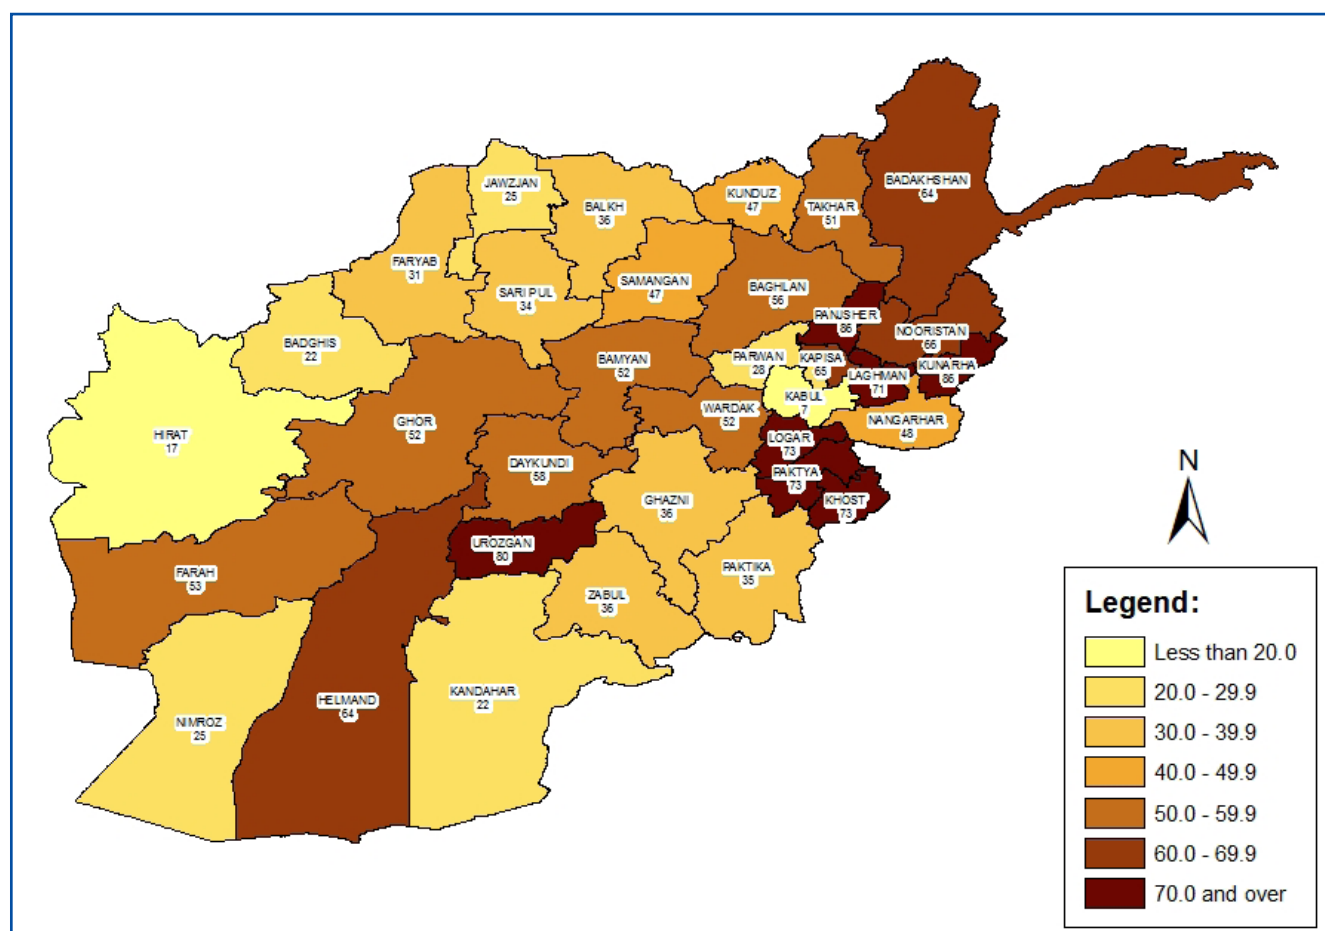 JAWZJAN
25
BALKH
36
KUNDUZ
47
TAKHAR
51
BADAKHSHAN
64
FARYAB
31
SARI PUL
34
SAMANGAN
47
BAGHLAN
56
PANJSHER
86
NOORISTAN
66
BADGHIS
22
BAMYAN
52
PARWAN
28
KAPISA
65
LAGHMAN
71
KUNARHA
86
KABUL
7
WARDAK
52
NANGARHAR
48
HIRAT
17
GHOR
52
LOGAR
73
DAYKUNDI
58
PAKTYA
73
GHAZNI
36
KHOST
73
UROZGAN
80
PAKTIKA
35
FARAH
53
ZABUL
36
KANDAHAR
22
HELMAND
64
NIMROZ
25
N
Legend:
Less than 20.0
20.0 - 29.9
30.0 - 39.9
40.0 - 49.9
50.0 - 59.9
60.0 - 69.9
70.0 and over